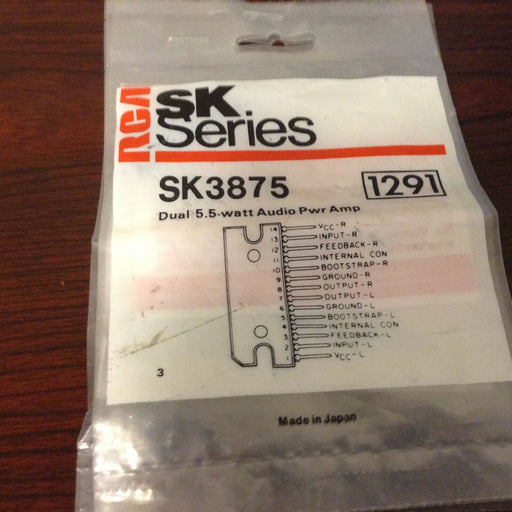 RCA
SK
Series
SK3875
1291
Dual 5.5-watt Audio Pwr Amp
14 VCC-R
13 INPUT-R
12 FEEDBACK-R
11 INTERNAL CON
10 BOOTSTRAP-R
9 GROUND-R
8 OUTPUT-R
7 OUTPUT-L
6 GROUND-L
5 BOOTSTRAP-L
4 INTERNAL CON
3 FEEDBACK-L
2 INPUT-L
1 VCC-L
3
Made in Japan